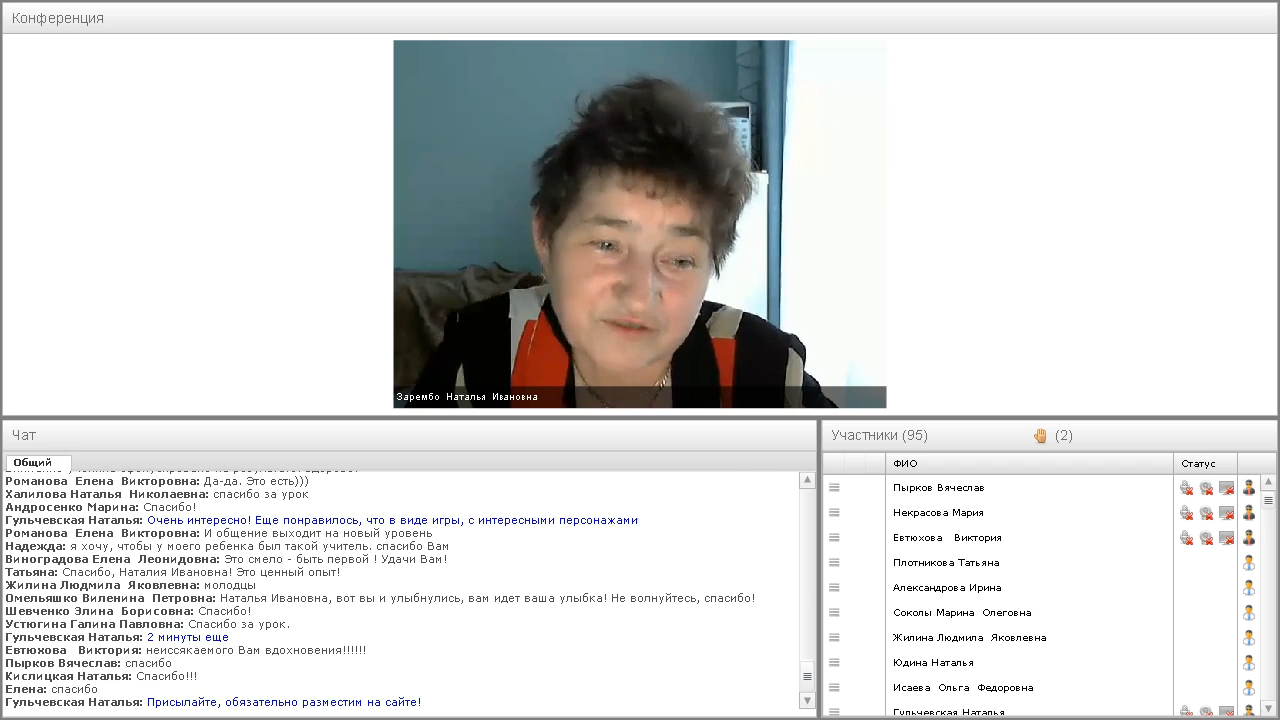 Конференция
Зарембо Наталья Ивановна
Чат
Общий
Романова Елена Викторовна: Да-да. Это есть)))
Халилова Наталья Николаевна: спасибо за урок
Андросенко Марина: Спасибо!
Гульчевская Наталья: Очень интересно! Еще понравилось, что в виде игры, с интересными персонажами
Романова Елена Викторовна: И общение выходит на новый уровень
Надежда: я хочу, чтобы у моего ребенка был такой учитель. Спасибо Вам
Виноградова Елена Леонидовна: Это смело - быть первой ! Удачи Вам!
Татьяна: Спасибо, Наталия Ивановна! Это ценный опыт!
Жилина Людмила Яковлевна: молодцы
Омельяшко Виленина Петровна: Наталья Ивановна, вот вы и улыбнулись, вам идет ваша улыбка! Не волнуйтесь, спасибо!
Шевченко Элина Борисовна: Спасибо!
Устюгина Галина Павловна: Спасибо за урок.
Гульчевская Наталья: 2 минуты еще
Евтюхова Виктория: неиссякаемого Вам вдохновения!!!!!!
Пырков Вячеслав: спасибо
Кислицкая Наталья: Спасибо!!!
Елена: спасибо
Гульчевская Наталья: Присылайте, обязательно разместим на сайте!
Участники (95) (2)
ФИО Статус
Пырков Вячеслав
Некрасова Мария
Евтюхова Виктория
Плотникова Татьяна
Александрова Ирина
Соколы Марина Олеговна
Жилина Людмила Яковлевна
Юдина Наталья
Исаева Ольга Федоровна
Гульчевская Наталья